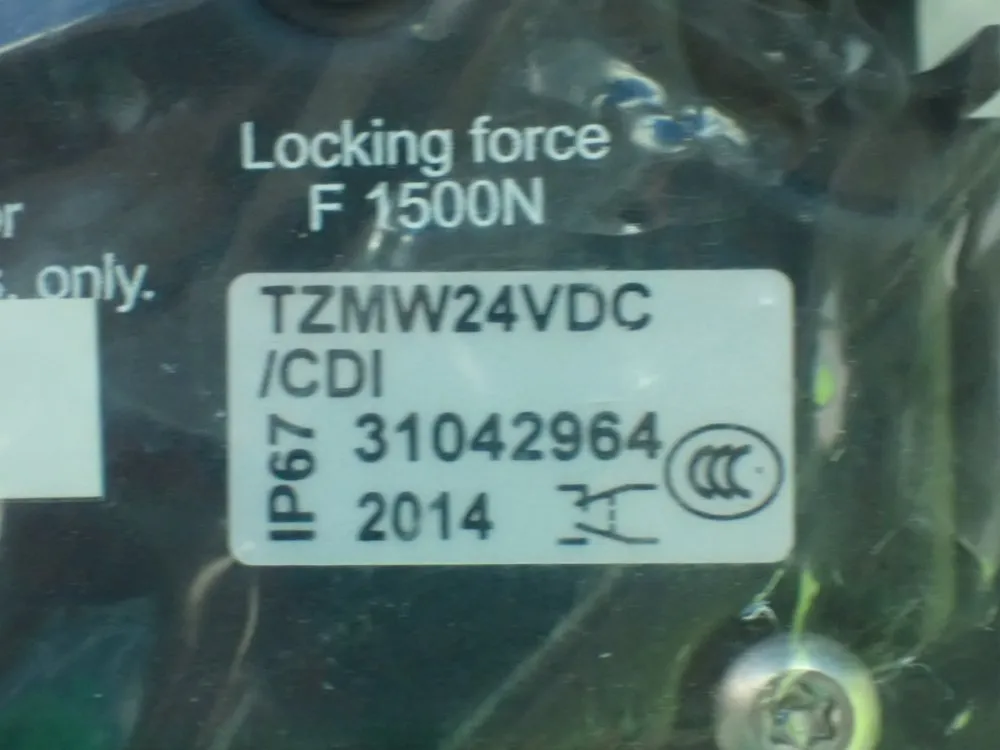 Locking force
F 1500N
only.
TZMW24VDC
/CDI
IP67
31042964
2014